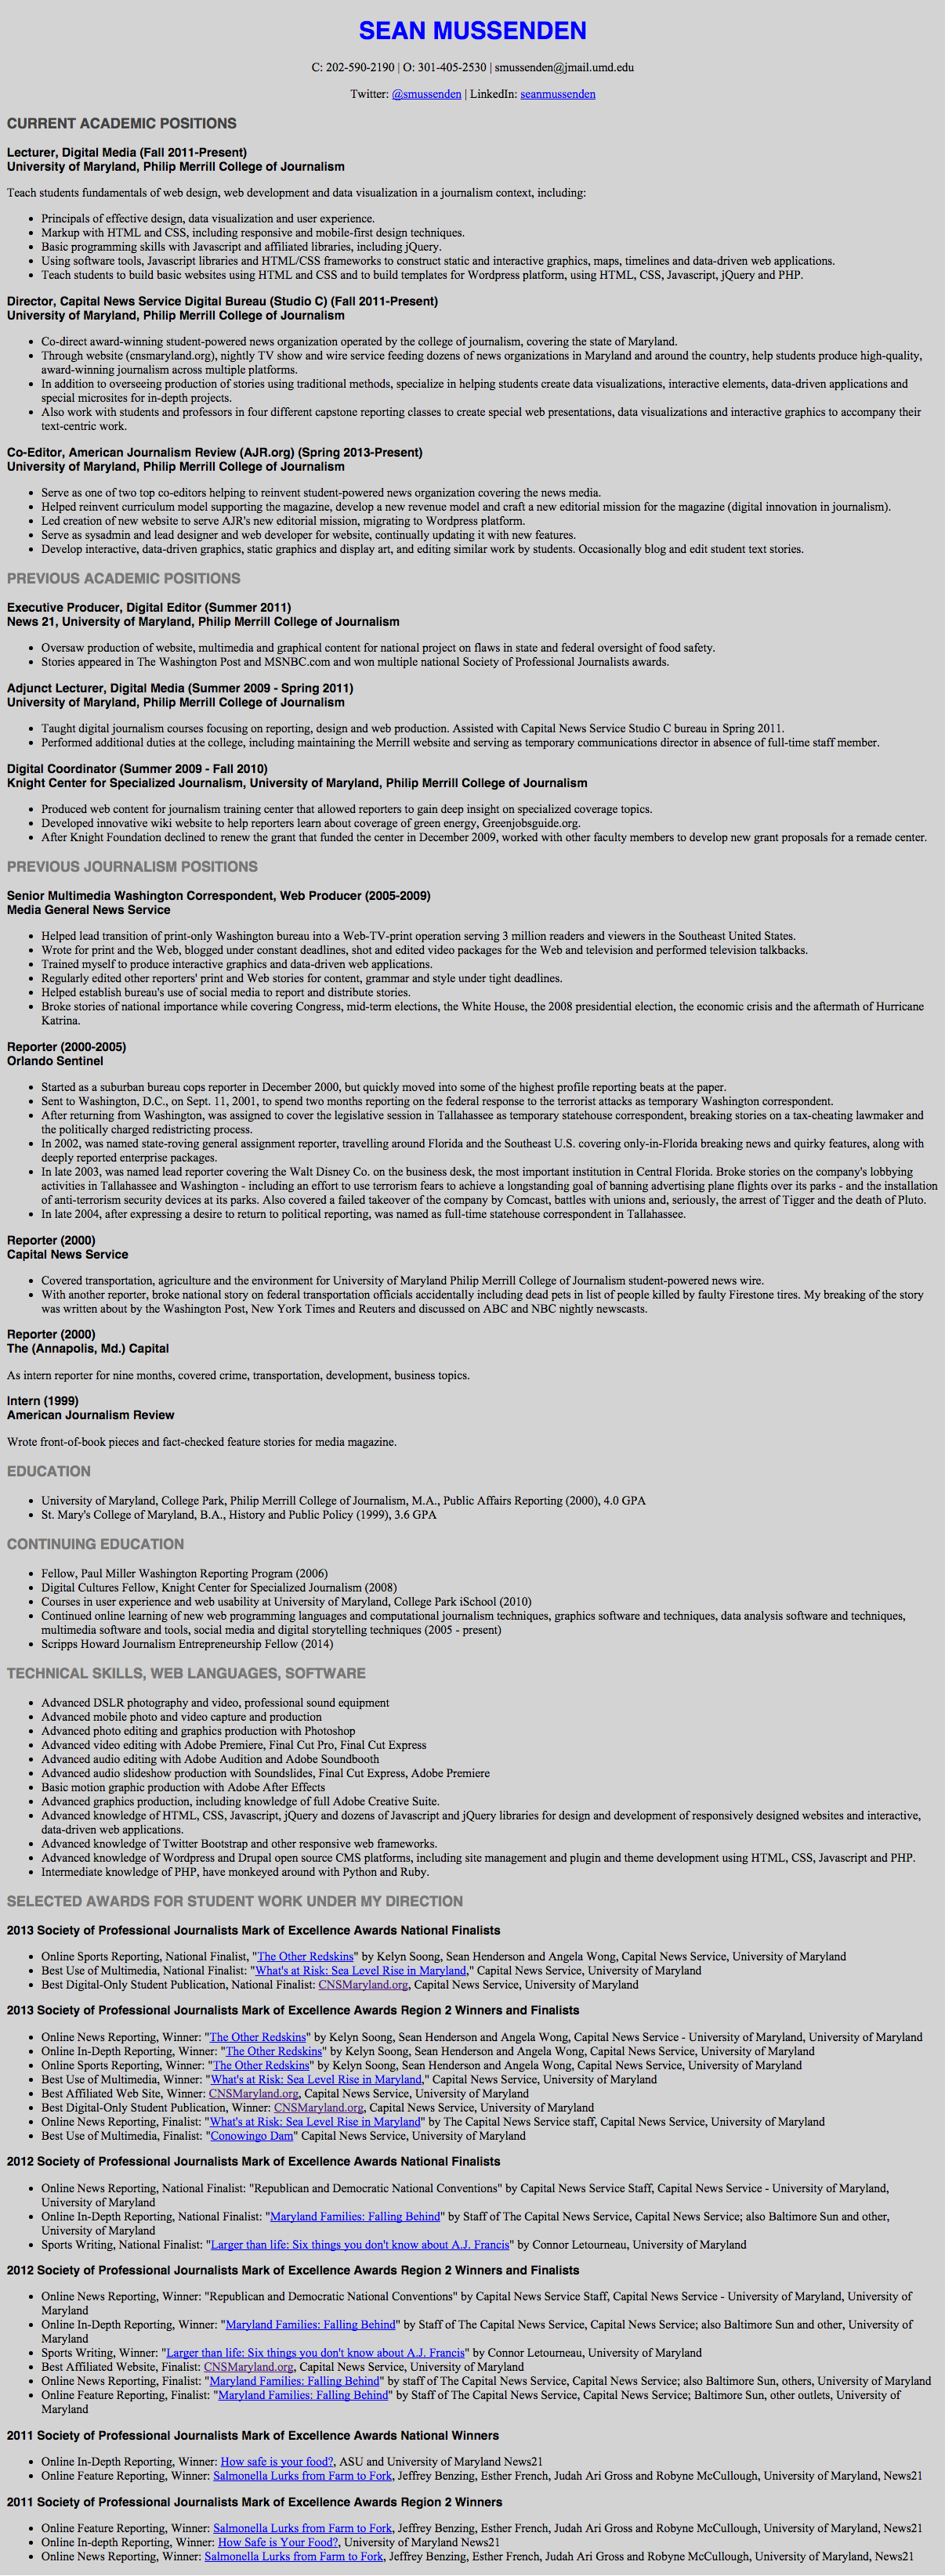 SEAN MUSSENDEN
C: 202-590-2190 | O: 301-405-2530 | smussenden@jmail.umd.edu
Twitter: @smussenden | LinkedIn: seanmussenden
CURRENT ACADEMIC POSITIONS
Lecturer, Digital Media (Fall 2011-Present)
University of Maryland, Philip Merrill College of Journalism
Teach students fundamentals of web design, web development and data visualization in a journalism context, including:
• Principals of effective design, data visualization and user experience.
• Markup with HTML and CSS, including responsive and mobile-first design techniques.
• Basic programming skills with Javascript and affiliated libraries, including jQuery.
• Using software tools, Javascript libraries and HTML/CSS frameworks to construct static and interactive graphics, maps, timelines and data-driven web applications.
• Teach students to build basic websites using HTML and CSS and to build templates for Wordpress platform, using HTML, CSS, Javascript, jQuery and PHP.
Director, Capital News Service Digital Bureau (Studio C) (Fall 2011-Present)
University of Maryland, Philip Merrill College of Journalism
• Co-direct award-winning student-powered news organization operated by the college of journalism, covering the state of Maryland.
• Through website (cnsmaryland.org), nightly TV show and wire service feeding dozens of news organizations in Maryland and around the country, help students produce high-quality,
award-winning journalism across multiple platforms.
• In addition to overseeing production of stories using traditional methods, specialize in helping students create data visualizations, interactive elements, data-driven applications and
special microsites for in-depth projects.
• Also work with students and professors in four different capstone reporting classes to create special web presentations, data visualizations and interactive graphics to accompany their
text-centric work.
Co-Editor, American Journalism Review (AJR.org) (Spring 2013-Present)
University of Maryland, Philip Merrill College of Journalism
• Serve as one of two top co-editors helping to reinvent student-powered news organization covering the news media.
• Helped reinvent curriculum model supporting the magazine, develop a new revenue model and craft a new editorial mission for the magazine (digital innovation in journalism).
• Led creation of new website to serve AJR's new editorial mission, migrating to Wordpress platform.
• Serve as sysadmin and lead designer and web developer for website, continually updating it with new features.
• Develop interactive, data-driven graphics, static graphics and display art, and editing similar work by students. Occasionally blog and edit student text stories.
PREVIOUS ACADEMIC POSITIONS
Executive Producer, Digital Editor (Summer 2011)
News 21, University of Maryland, Philip Merrill College of Journalism
• Oversaw production of website, multimedia and graphical content for national project on flaws in state and federal oversight of food safety.
• Stories appeared in The Washington Post and MSNBC.com and won multiple national Society of Professional Journalists awards.
Adjunct Lecturer, Digital Media (Summer 2009 - Spring 2011)
University of Maryland, Philip Merrill College of Journalism
• Taught digital journalism courses focusing on reporting, design and web production. Assisted with Capital News Service Studio C bureau in Spring 2011.
• Performed additional duties at the college, including maintaining the Merrill website and serving as temporary communications director in absence of full-time staff member.
Digital Coordinator (Summer 2009 - Fall 2010)
Knight Center for Specialized Journalism, University of Maryland, Philip Merrill College of Journalism
• Produced web content for journalism training center that allowed reporters to gain deep insight on specialized coverage topics.
• Developed innovative wiki website to help reporters learn about coverage of green energy, Greenjobsguide.org.
• After Knight Foundation declined to renew the grant that funded the center in December 2009, worked with other faculty members to develop new grant proposals for a remade center.
PREVIOUS JOURNALISM POSITIONS
Senior Multimedia Washington Correspondent, Web Producer (2005-2009)
Media General News Service
• Helped lead transition of print-only Washington bureau into a Web-TV-print operation serving 3 million readers and viewers in the Southeast United States.
• Wrote for print and the Web, blogged under constant deadlines, shot and edited video packages for the Web and television and performed television talkbacks.
• Trained myself to produce interactive graphics and data-driven web applications.
• Regularly edited other reporters' print and Web stories for content, grammar and style under tight deadlines.
• Helped establish bureau's use of social media to report and distribute stories.
• Broke stories of national importance while covering Congress, mid-term elections, the White House, the 2008 presidential election, the economic crisis and the aftermath of Hurricane
Katrina.
Reporter (2000-2005)
Orlando Sentinel
• Started as a suburban bureau cops reporter in December 2000, but quickly moved into some of the highest profile reporting beats at the paper.
• Sent to Washington, D.C., on Sept. 11, 2001, to spend two months reporting on the federal response to the terrorist attacks as temporary Washington correspondent.
• After returning from Washington, was assigned to cover the legislative session in Tallahassee as temporary statehouse correspondent, breaking stories on a tax-cheating lawmaker and
the politically charged redistricting process.
• In 2002, was named state-roving general assignment reporter, travelling around Florida and the Southeast U.S. covering only-in-Florida breaking news and quirky features, along with
deeply reported enterprise packages.
• In late 2003, was named lead reporter covering the Walt Disney Co. on the business desk, the most important institution in Central Florida. Broke stories on the company's lobbying
activities in Tallahassee and Washington - including an effort to use terrorism fears to achieve a longstanding goal of banning advertising plane flights over its parks - and the installation
of anti-terrorism security devices at its parks. Also covered a failed takeover of the company by Comcast, battles with unions and, seriously, the arrest of Tigger and the death of Pluto.
• In late 2004, after expressing a desire to return to political reporting, was named as full-time statehouse correspondent in Tallahassee.
Reporter (2000)
Capital News Service
• Covered transportation, agriculture and the environment for University of Maryland Philip Merrill College of Journalism student-powered news wire.
• With another reporter, broke national story on federal transportation officials accidentally including dead pets in list of people killed by faulty Firestone tires. My breaking of the story
was written about by the Washington Post, New York Times and Reuters and discussed on ABC and NBC nightly newscasts.
Reporter (2000)
The (Annapolis, Md.) Capital
As intern reporter for nine months, covered crime, transportation, development, business topics.
Intern (1999)
American Journalism Review
Wrote front-of-book pieces and fact-checked feature stories for media magazine.
EDUCATION
• University of Maryland, College Park, Philip Merrill College of Journalism, M.A., Public Affairs Reporting (2000), 4.0 GPA
• St. Mary's College of Maryland, B.A., History and Public Policy (1999), 3.6 GPA
CONTINUING EDUCATION
• Fellow, Paul Miller Washington Reporting Program (2006)
• Digital Cultures Fellow, Knight Center for Specialized Journalism (2008)
• Courses in user experience and web usability at University of Maryland, College Park iSchool (2010)
• Continued online learning of new web programming languages and computational journalism techniques, graphics software and techniques, data analysis software and techniques,
multimedia software and tools, social media and digital storytelling techniques (2005 - present)
• Scripps Howard Journalism Entrepreneurship Fellow (2014)
TECHNICAL SKILLS, WEB LANGUAGES, SOFTWARE
• Advanced DSLR photography and video, professional sound equipment
• Advanced mobile photo and video capture and production
• Advanced photo editing and graphics production with Photoshop
• Advanced video editing with Adobe Premiere, Final Cut Pro, Final Cut Express
• Advanced audio editing with Adobe Audition and Adobe Soundbooth
• Advanced audio slideshow production with Soundslides, Final Cut Express, Adobe Premiere
• Basic motion graphic production with Adobe After Effects
• Advanced graphics production, including knowledge of full Adobe Creative Suite.
• Advanced knowledge of HTML, CSS, Javascript, jQuery and dozens of Javascript and jQuery libraries for design and development of responsively designed websites and interactive,
data-driven web applications.
• Advanced knowledge of Twitter Bootstrap and other responsive web frameworks.
• Advanced knowledge of Wordpress and Drupal open source CMS platforms, including site management and plugin and theme development using HTML, CSS, Javascript and PHP.
• Intermediate knowledge of PHP, have monkeyed around with Python and Ruby.
SELECTED AWARDS FOR STUDENT WORK UNDER MY DIRECTION
2013 Society of Professional Journalists Mark of Excellence Awards National Finalists
• Online Sports Reporting, National Finalist, "The Other Redskins" by Kelyn Soong, Sean Henderson and Angela Wong, Capital News Service, University of Maryland
• Best Use of Multimedia, National Finalist: "What's at Risk: Sea Level Rise in Maryland," Capital News Service, University of Maryland
• Best Digital-Only Student Publication, National Finalist: CNSMaryland.org, Capital News Service, University of Maryland
2013 Society of Professional Journalists Mark of Excellence Awards Region 2 Winners and Finalists
• Online News Reporting, Winner: "The Other Redskins" by Kelyn Soong, Sean Henderson and Angela Wong, Capital News Service - University of Maryland, University of Maryland
• Online In-Depth Reporting, Winner: "The Other Redskins" by Kelyn Soong, Sean Henderson and Angela Wong, Capital News Service, University of Maryland
• Online Sports Reporting, Winner: "The Other Redskins" by Kelyn Soong, Sean Henderson and Angela Wong, Capital News Service, University of Maryland
• Best Use of Multimedia, Winner: "What's at Risk: Sea Level Rise in Maryland," Capital News Service, University of Maryland
• Best Affiliated Web Site, Winner: CNSMaryland.org, Capital News Service, University of Maryland
• Best Digital-Only Student Publication, Winner: CNSMaryland.org, Capital News Service, University of Maryland
• Online News Reporting, Finalist: "What's at Risk: Sea Level Rise in Maryland" by The Capital News Service staff, Capital News Service, University of Maryland
• Best Use of Multimedia, Finalist: "Conowingo Dam" Capital News Service, University of Maryland
2012 Society of Professional Journalists Mark of Excellence Awards National Finalists
• Online News Reporting, National Finalist: "Republican and Democratic National Conventions" by Capital News Service Staff, Capital News Service - University of Maryland,
University of Maryland
• Online In-Depth Reporting, National Finalist: "Maryland Families: Falling Behind" by Staff of The Capital News Service, Capital News Service; also Baltimore Sun and other,
University of Maryland
• Sports Writing, National Finalist: "Larger than life: Six things you don't know about A.J. Francis" by Connor Letourneau, University of Maryland
2012 Society of Professional Journalists Mark of Excellence Awards Region 2 Winners and Finalists
• Online News Reporting, Winner: "Republican and Democratic National Conventions" by Capital News Service Staff, Capital News Service - University of Maryland, University of
Maryland
• Online In-Depth Reporting, Winner: "Maryland Families: Falling Behind" by Staff of The Capital News Service, Capital News Service; also Baltimore Sun and other, University of
Maryland
• Sports Writing, Winner: "Larger than life: Six things you don't know about A.J. Francis" by Connor Letourneau, University of Maryland
• Best Affiliated Website, Finalist: CNSMaryland.org, Capital News Service, University of Maryland
• Online News Reporting, Finalist: "Maryland Families: Falling Behind" by staff of The Capital News Service, Capital News Service; also Baltimore Sun, others, University of Maryland
• Online Feature Reporting, Finalist: "Maryland Families: Falling Behind" by Staff of The Capital News Service, Capital News Service; Baltimore Sun, other outlets, University of
Maryland
2011 Society of Professional Journalists Mark of Excellence Awards National Winners
• Online In-Depth Reporting, Winner: How safe is your food?, ASU and University of Maryland News21
• Online Feature Reporting, Winner: Salmonella Lurks from Farm to Fork, Jeffrey Benzing, Esther French, Judah Ari Gross and Robyne McCullough, University of Maryland, News21
2011 Society of Professional Journalists Mark of Excellence Awards Region 2 Winners
• Online Feature Reporting, Winner: Salmonella Lurks from Farm to Fork, Jeffrey Benzing, Esther French, Judah Ari Gross and Robyne McCullough, University of Maryland, News21
• Online In-depth Reporting, Winner: How Safe is Your Food?, University of Maryland News21
• Online News Reporting, Winner: Salmonella Lurks from Farm to Fork, Jeffrey Benzing, Esther French, Judah Ari Gross and Robyne McCullough, University of Maryland, News21